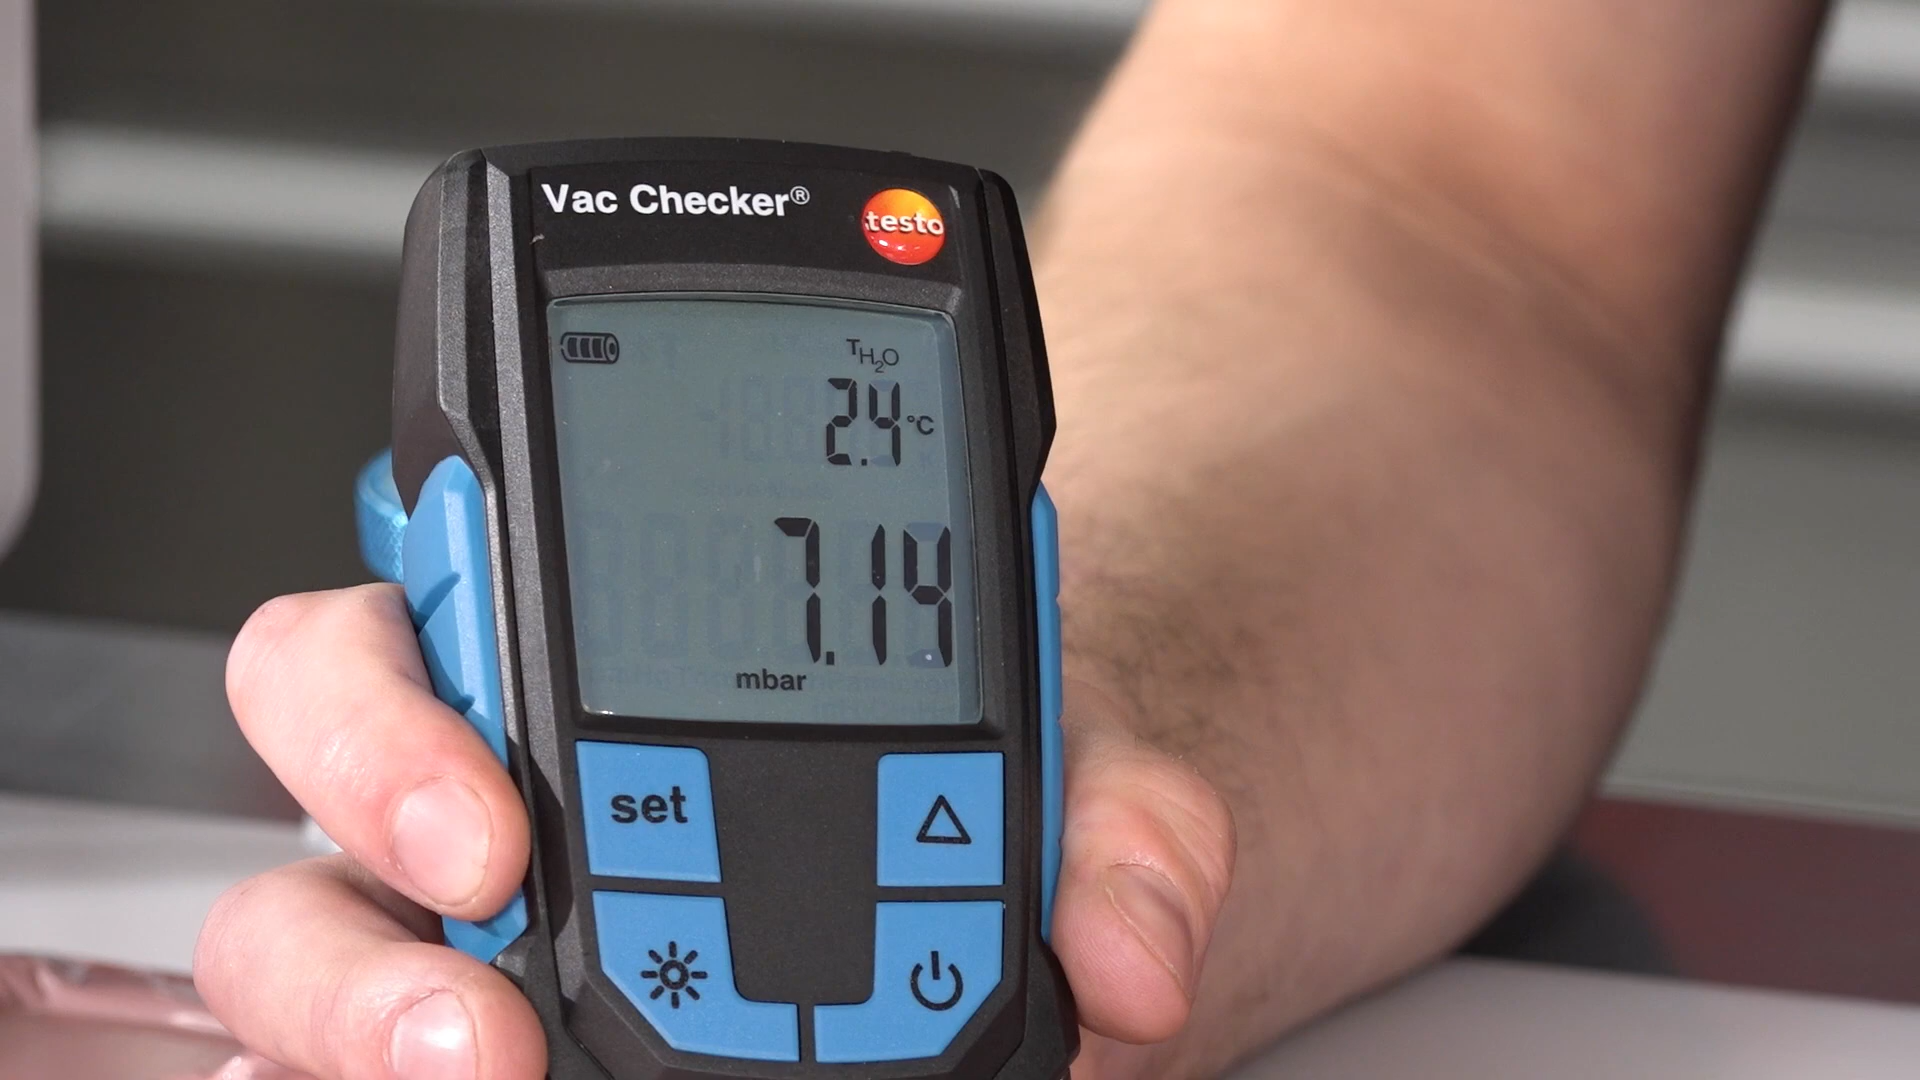 Vac Checker®
testo
TH₂O
2.4 °C
7.14
mbar
set